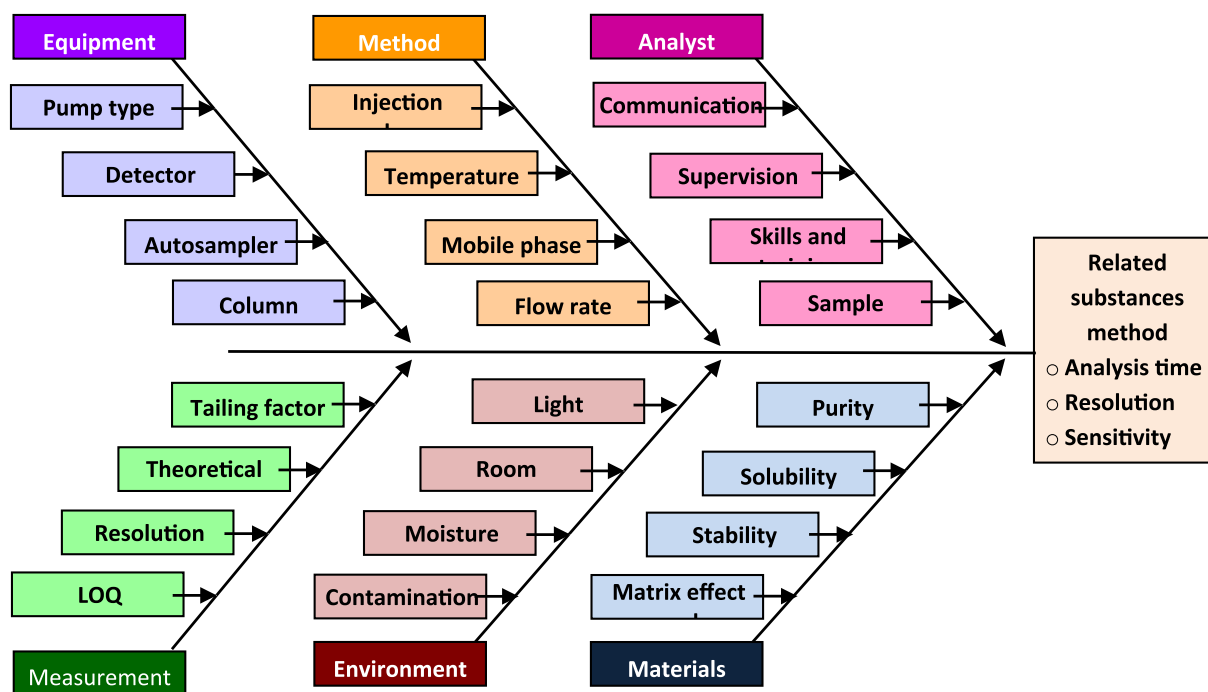 Equipment
Method
Analyst
Pump type
Injection
Communication
Detector
Temperature
Supervision
Autosampler
Mobile phase
Skills and
Column
Flow rate
Sample
Related
substances
method
○ Analysis time
○ Resolution
○ Sensitivity
Tailing factor
Light
Purity
Theoretical
Room
Solubility
Resolution
Moisture
Stability
LOQ
Contamination
Matrix effect
Measurement
Environment
Materials